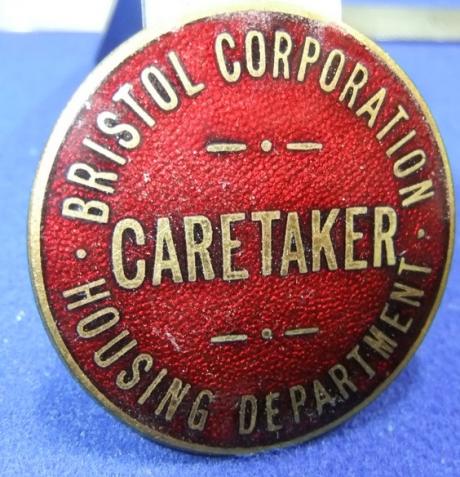 BRISTOL CORPORATION
CARETAKER
HOUSING DEPARTMENT